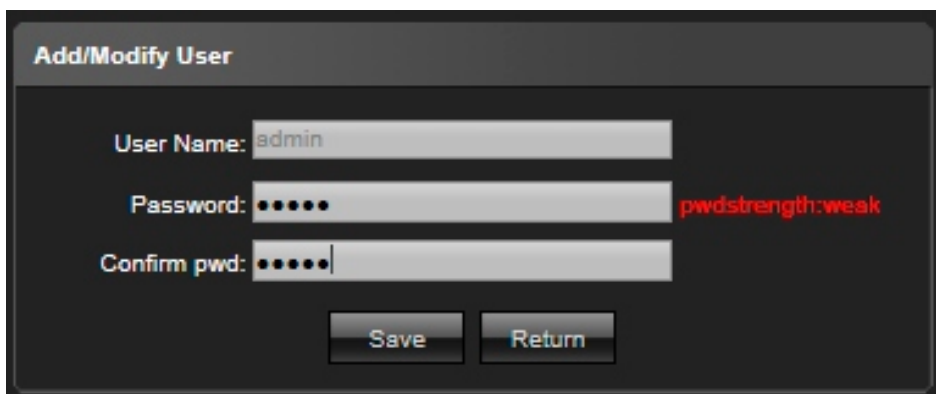 Add/Modify User
User Name: admin
Password: ••••• pwdstrength:weak
Confirm pwd: •••••
Save Return